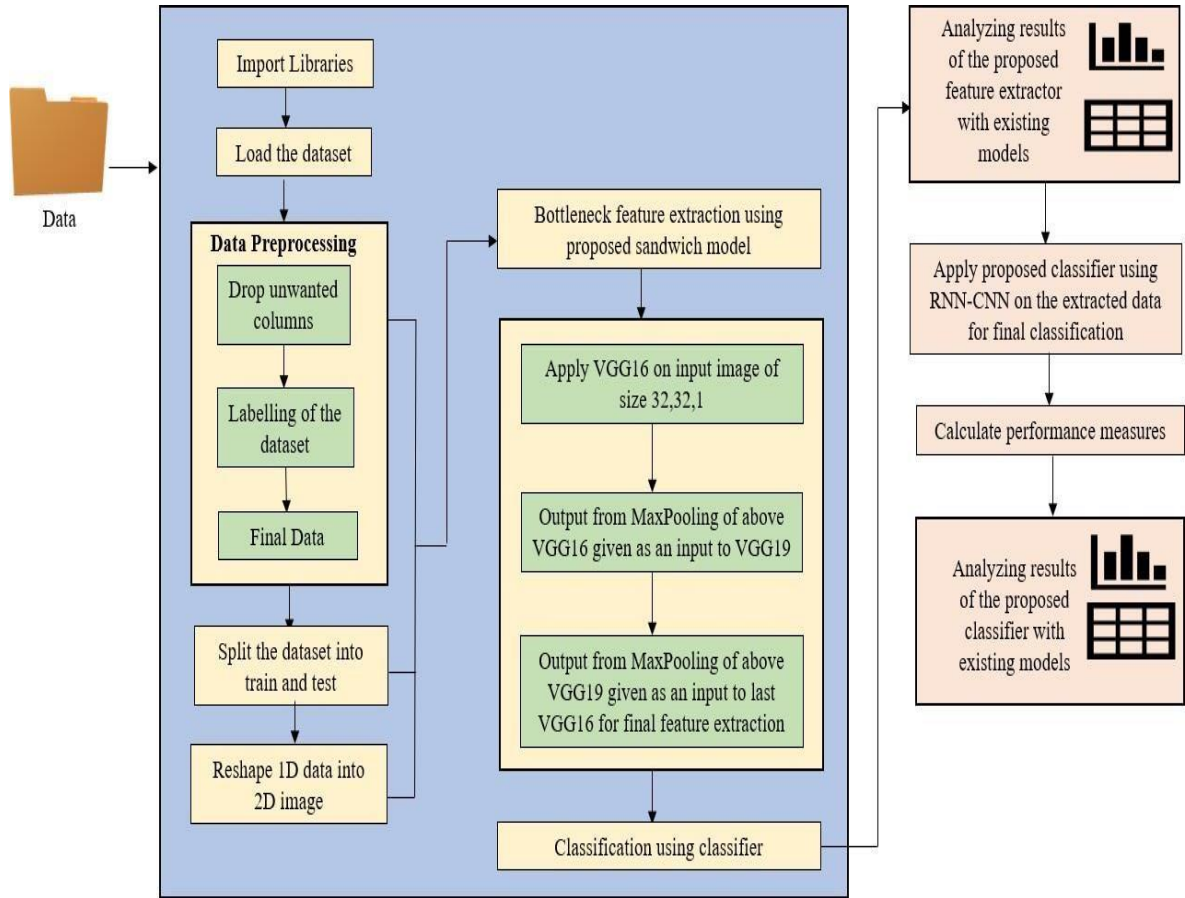 Data
Import Libraries
Load the dataset
Data Preprocessing
Drop unwanted
columns
Labelling of the
dataset
Final Data
Split the dataset into
train and test
Reshape 1D data into
2D image
Bottleneck feature extraction using
proposed sandwich model
Apply VGG16 on input image of
size 32,32,1
Output from MaxPooling of above
VGG16 given as an input to VGG19
Output from MaxPooling of above
VGG19 given as an input to last
VGG16 for final feature extraction
Classification using classifier
Analyzing results
of the proposed
feature extractor
with existing
models
Apply proposed classifier using
RNN-CNN on the extracted data
for final classification
Calculate performance measures
Analyzing results
of the proposed
classifier with
existing models